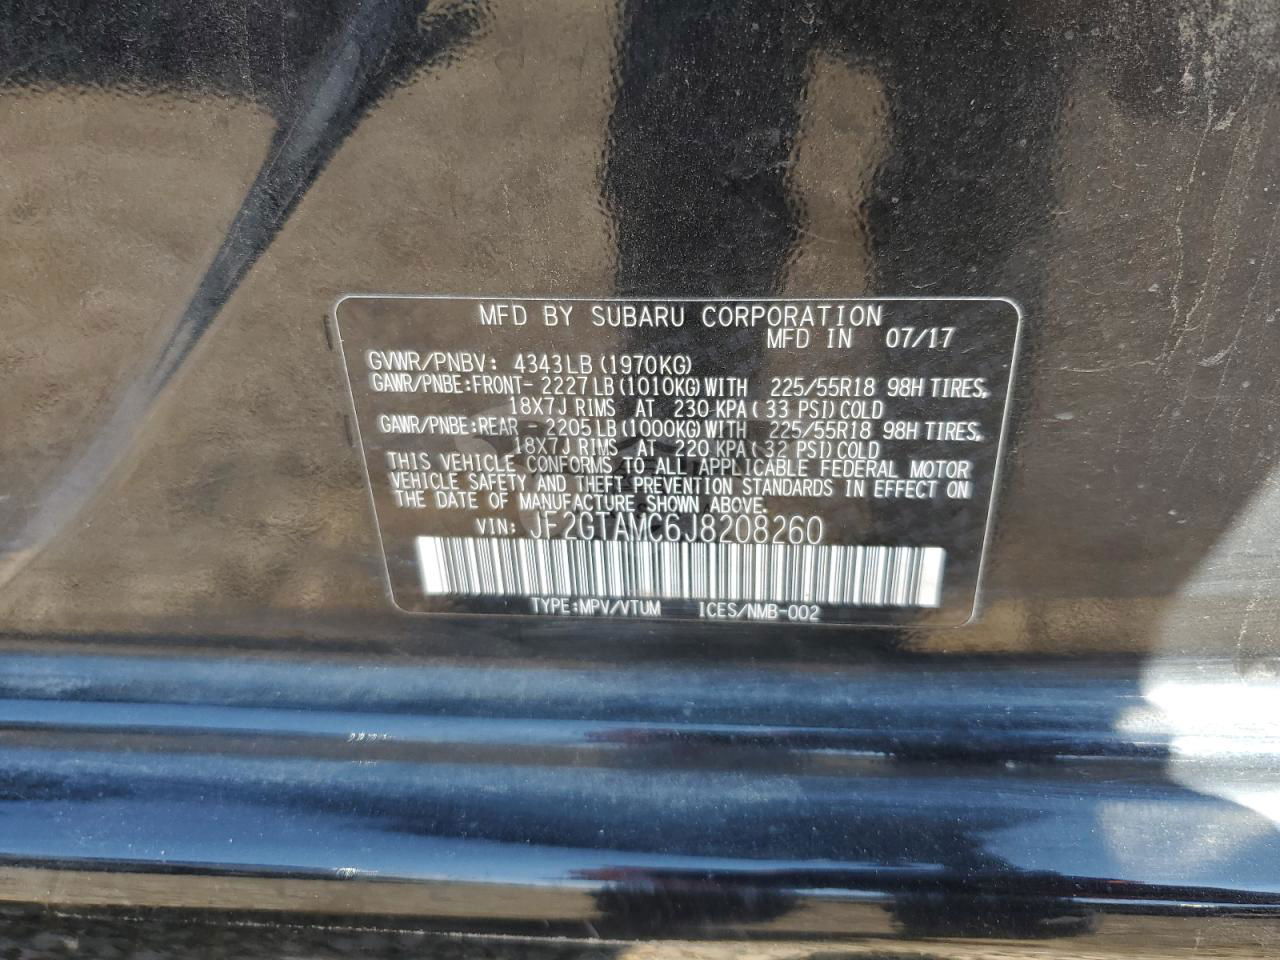 MFD BY SUBARU CORPORATION
MFD IN 07/17
GVWR/PNBV: 4343LB(1970KG)
GAWR/PNBE:FRONT-2227LB(1010KG)WITH 225/55R18 98H TIRES,
18X7J RIMS AT 230 KPA(33 PSI)COLD
GAWR/PNBE:REAR -2205LB(1000KG)WITH 225/55R18 98H TIRES,
18X7J RIMS AT 220 KPA(32 PSI)COLD
THIS VEHICLE CONFORMS TO ALL APPLICABLE FEDERAL MOTOR
VEHICLE SAFETY AND THEFT PREVENTION STANDARDS IN EFFECT ON
THE DATE OF MANUFACTURE SHOWN ABOVE.
VIN: JF2GTAMC6J8208260
TYPE:MPV/VTUM ICES/NMB-002